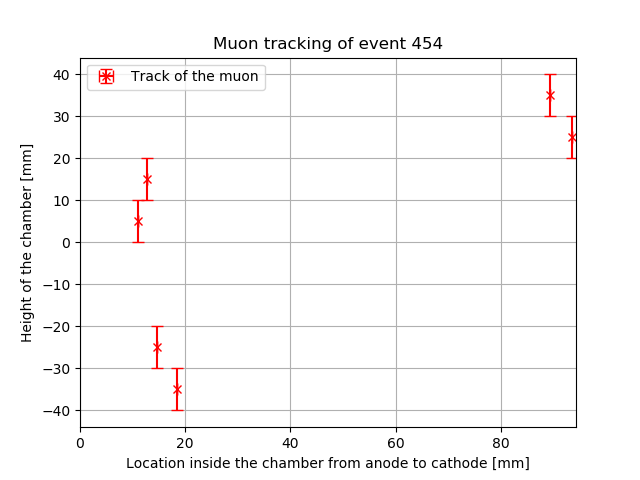 Muon tracking of event 454
Track of the muon
Height of the chamber [mm]
40
30
20
10
0
−10
−20
−30
−40
0 20 40 60 80
Location inside the chamber from anode to cathode [mm]